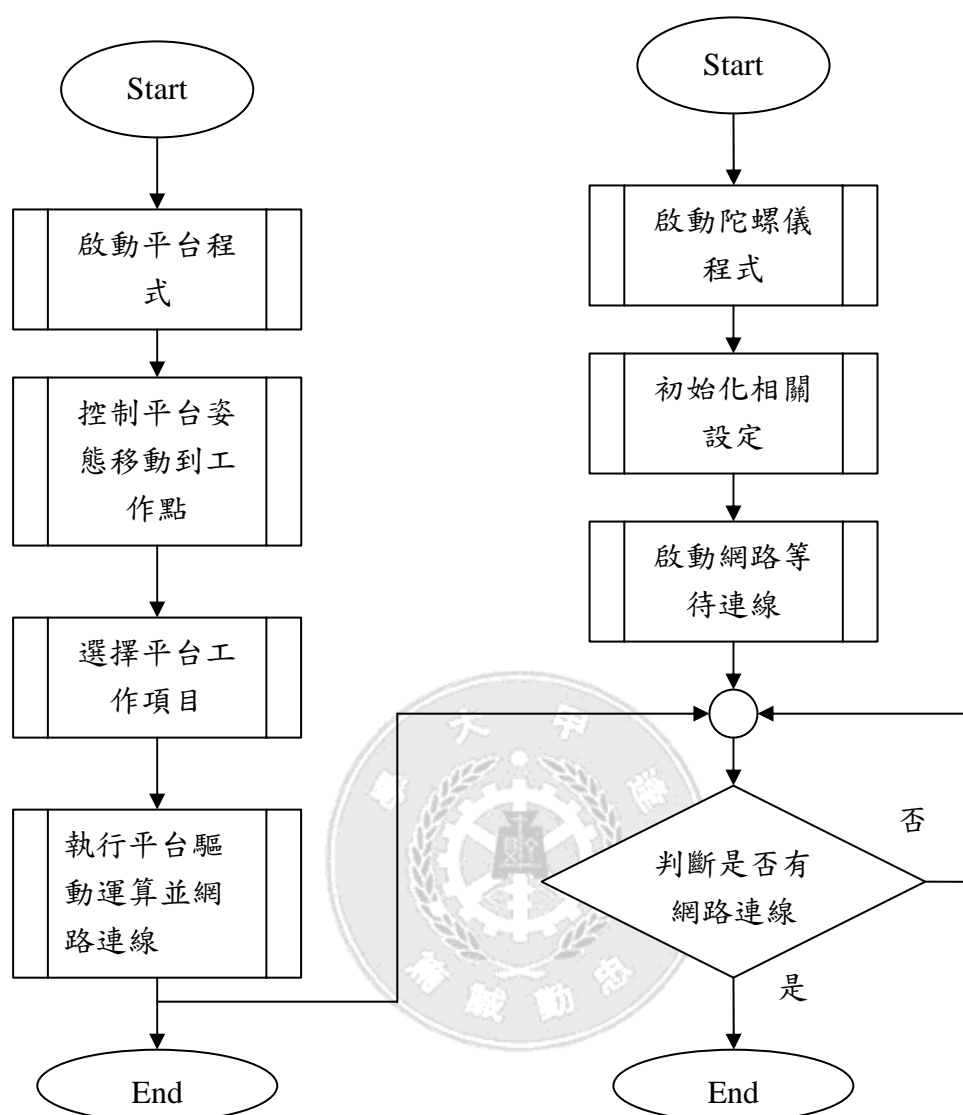 Start
啟動平台程
式
控制平台姿
態移動到工
作點
選擇平台工
作項目
執行平台驅
動運算並網
路連線
End
Start
啟動陀螺儀
程式
初始化相關
設定
啟動網路等
待連線
判斷是否有
網路連線
否
是
End